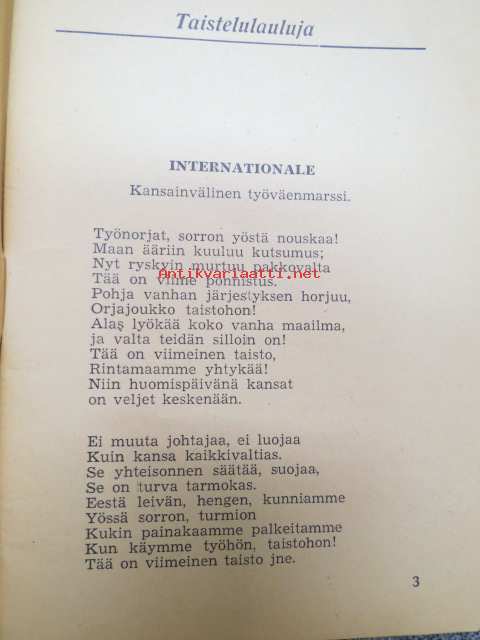 Taistelulauluja
INTERNATIONALE
Kansainvälinen työväenmarssi.
Työnorjat, sorron yöstä nouskaa!
Maan ääriin kuuluu kutsumus;
Nyt ryskyin murtuu pakkovalta
Antikvariaatti.net
Tää on viime ponnistus.
Pohja vanhan järjestyksen horjuu,
Orjajoukko taistohon!
Alas lyökää koko vanha maailma,
ja valta teidän silloin on!
Tää on viimeinen taisto,
Rintamaamme yhtykää!
Niin huomispäivänä kansat
on veljet keskenään.
Ei muuta johtajaa, ei luojaa
Kuin kansa kaikkivaltias.
Se yhteisonnen säätää, suojaa,
Se on turva tarmokas.
Eestä leivän, hengen, kunniamme
Yössä sorron, turmion
Kukin painakaamme palkeitamme
Kun käymme työhön, taistohon!
Tää on viimeinen taisto jne.
3